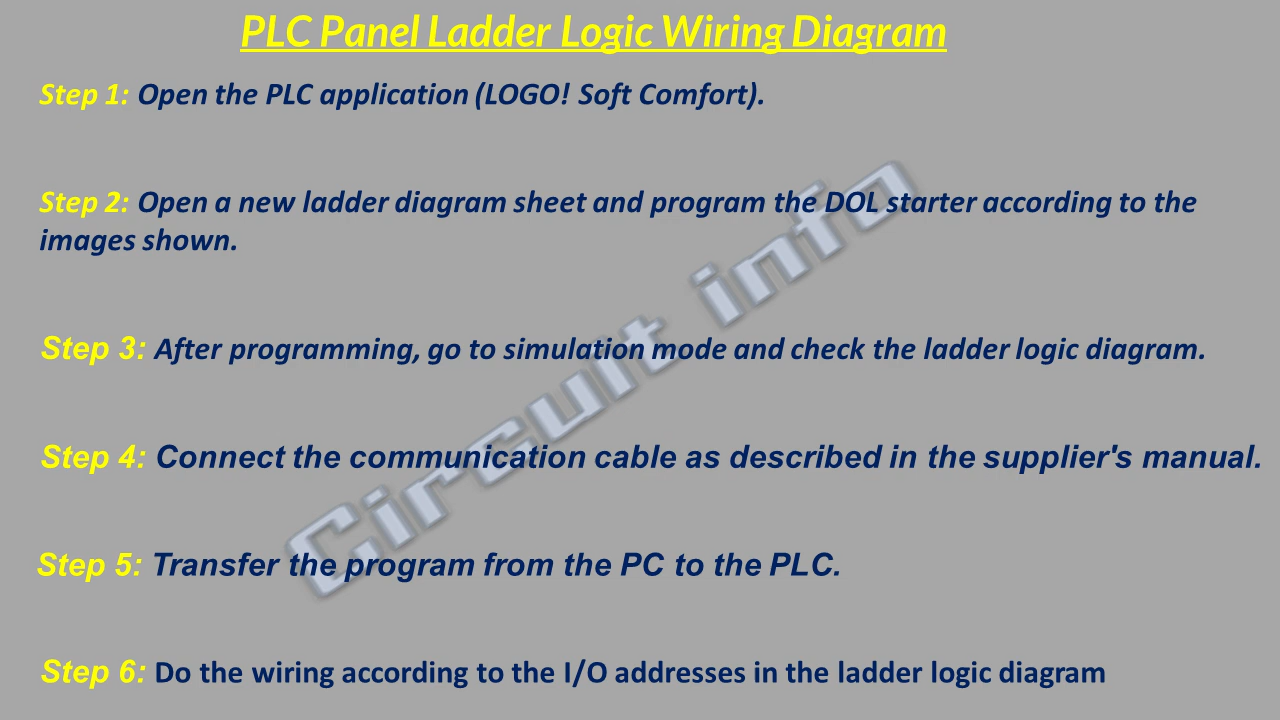 PLC Panel Ladder Logic Wiring Diagram
Step 1: Open the PLC application (LOGO! Soft Comfort).
Step 2: Open a new ladder diagram sheet and program the DOL starter according to the
images shown.
Step 3: After programming, go to simulation mode and check the ladder logic diagram.
Step 4: Connect the communication cable as described in the supplier's manual.
Step 5: Transfer the program from the PC to the PLC.
Step 6: Do the wiring according to the I/O addresses in the ladder logic diagram
Circuit info